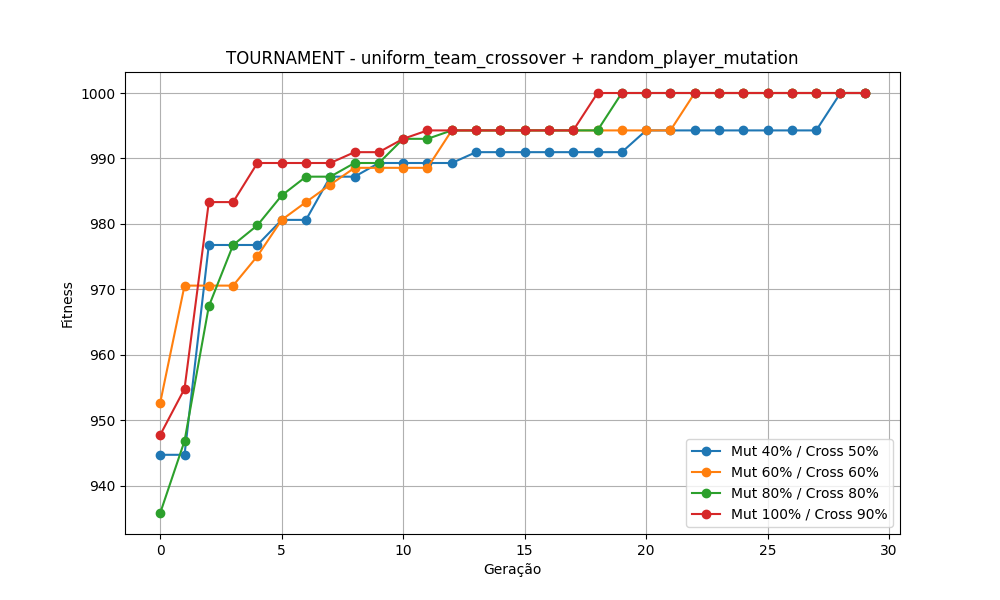 TOURNAMENT - uniform_team_crossover + random_player_mutation
1000
990
980
970
960
950
940
Fitness
0 5 10 15 20 25 30
Geração
Mut 40% / Cross 50%
Mut 60% / Cross 60%
Mut 80% / Cross 80%
Mut 100% / Cross 90%